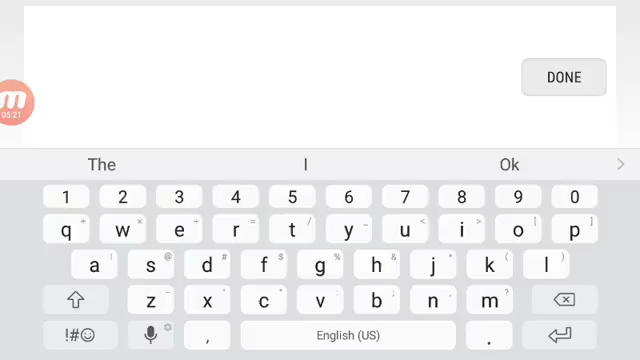 DONE
m
05:21
The I Ok
1 2 3 4 5 6 7 8 9 0
q + w × e ÷ r = t / y _ u < i > o [ p ]
a ! s @ d # f $ g % h & j * k ( l )
z - x ' c " v : b ; n , m ?
!#☺ , English (US) .